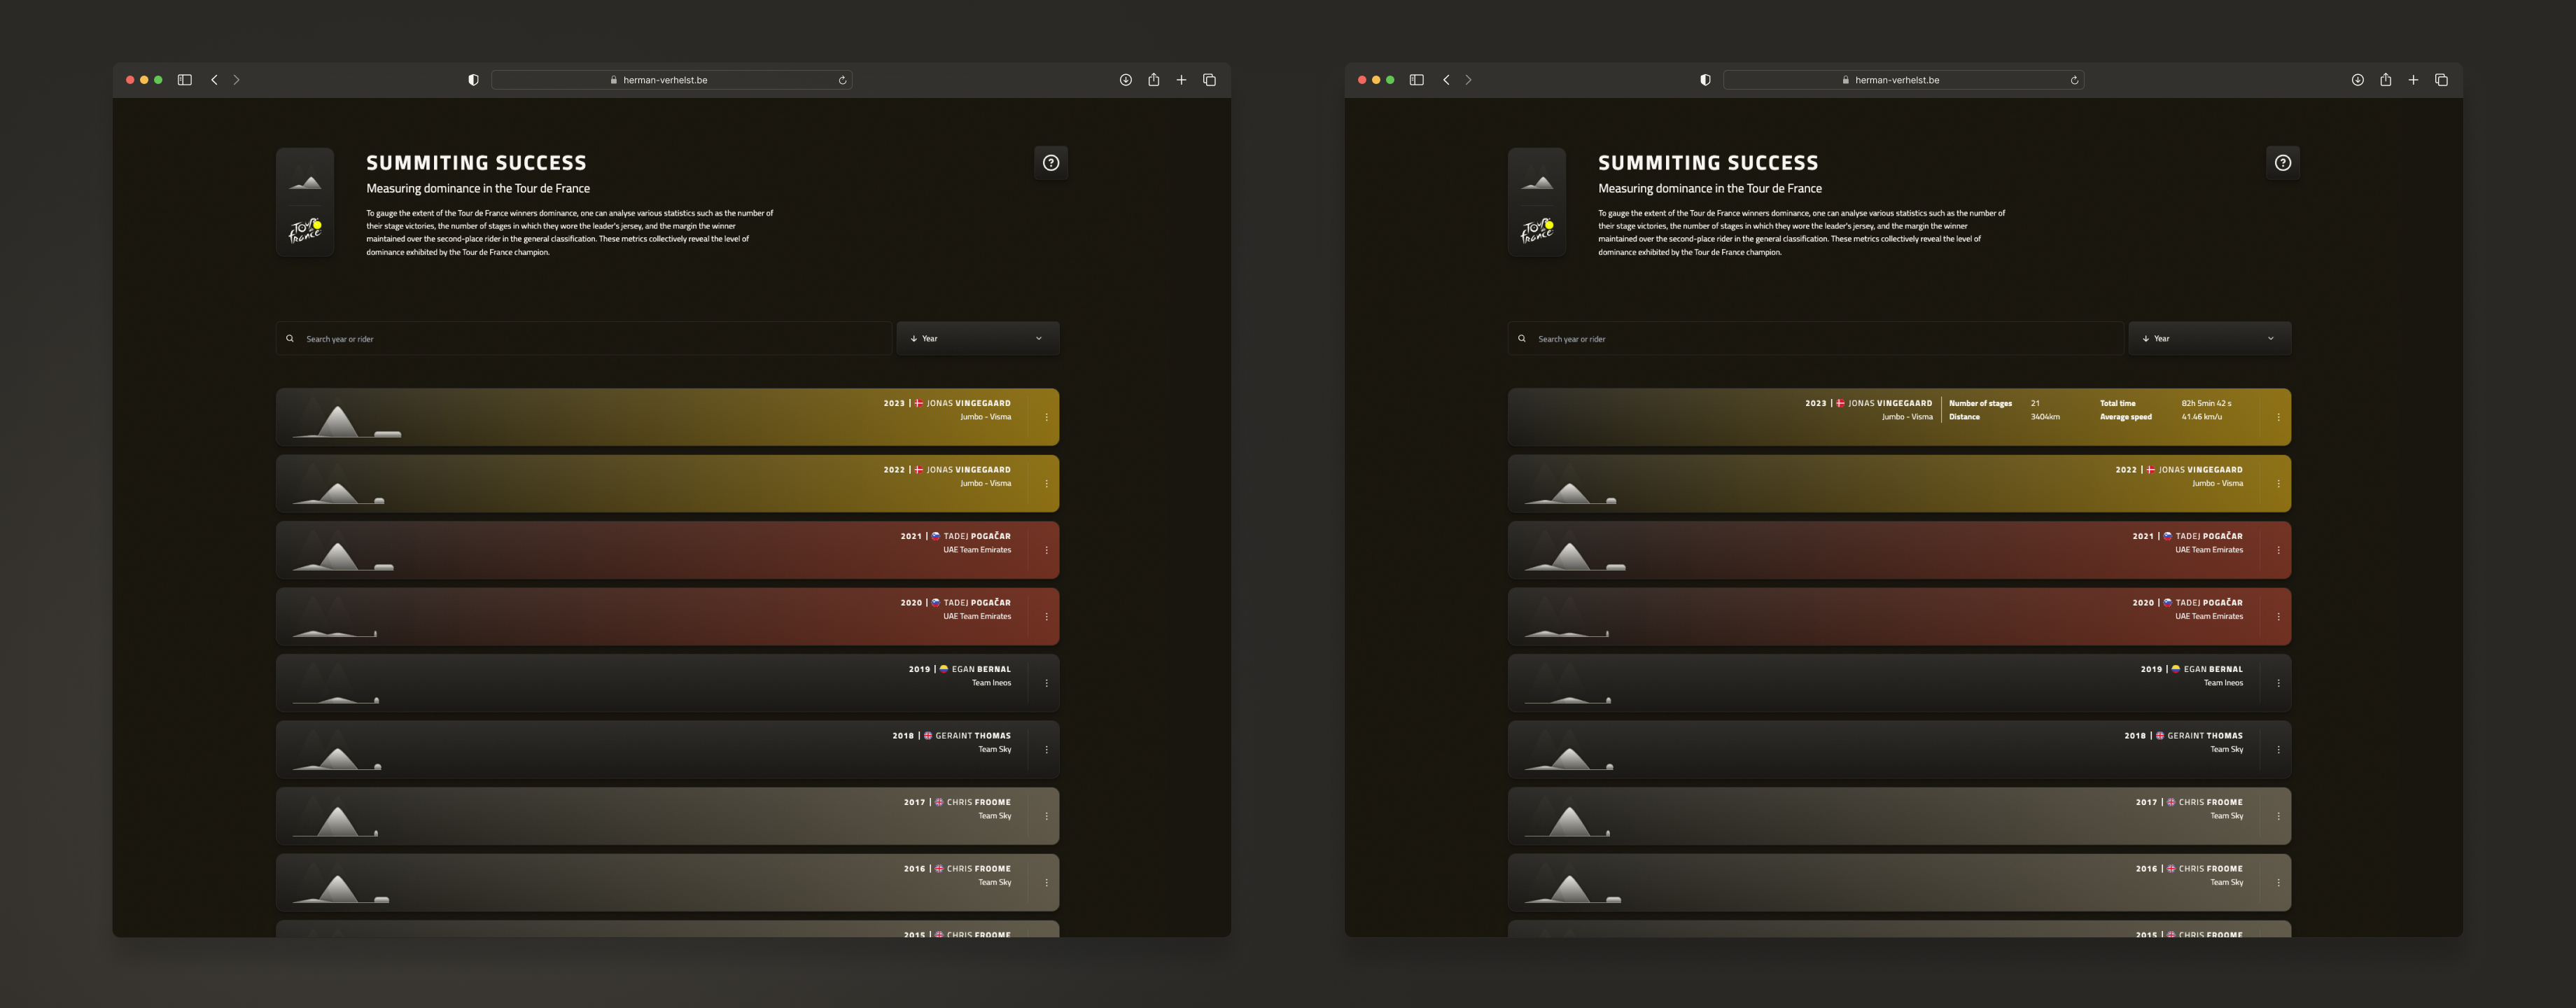 herman-verhelst.be
SUMMITING SUCCESS
Measuring dominance in the Tour de France
To gauge the extent of the Tour de France winners dominance, one can analyse various statistics such as the number of
their stage victories, the number of stages in which they wore the leader's jersey, and the margin the winner
maintained over the second-place rider in the general classification. These metrics collectively reveal the level of
dominance exhibited by the Tour de France champion.
Tour de france
Search year or rider
Year
2023 | JONAS VINGEGAARD
Jumbo - Visma
2022 | JONAS VINGEGAARD
Jumbo - Visma
2021 | TADEJ POGAČAR
UAE Team Emirates
2020 | TADEJ POGAČAR
UAE Team Emirates
2019 | EGAN BERNAL
Team Ineos
2018 | GERAINT THOMAS
Team Sky
2017 | CHRIS FROOME
Team Sky
2016 | CHRIS FROOME
Team Sky
2015 | CHRIS FROOME
herman-verhelst.be
SUMMITING SUCCESS
Measuring dominance in the Tour de France
To gauge the extent of the Tour de France winners dominance, one can analyse various statistics such as the number of
their stage victories, the number of stages in which they wore the leader's jersey, and the margin the winner
maintained over the second-place rider in the general classification. These metrics collectively reveal the level of
dominance exhibited by the Tour de France champion.
Tour de france
Search year or rider
Year
2023 | JONAS VINGEGAARD Number of stages 21 Total time 82h 5min 42 s
Jumbo - Visma Distance 3404km Average speed 41.46 km/u
2022 | JONAS VINGEGAARD
Jumbo - Visma
2021 | TADEJ POGAČAR
UAE Team Emirates
2020 | TADEJ POGAČAR
UAE Team Emirates
2019 | EGAN BERNAL
Team Ineos
2018 | GERAINT THOMAS
Team Sky
2017 | CHRIS FROOME
Team Sky
2016 | CHRIS FROOME
Team Sky
2015 | CHRIS FROOME